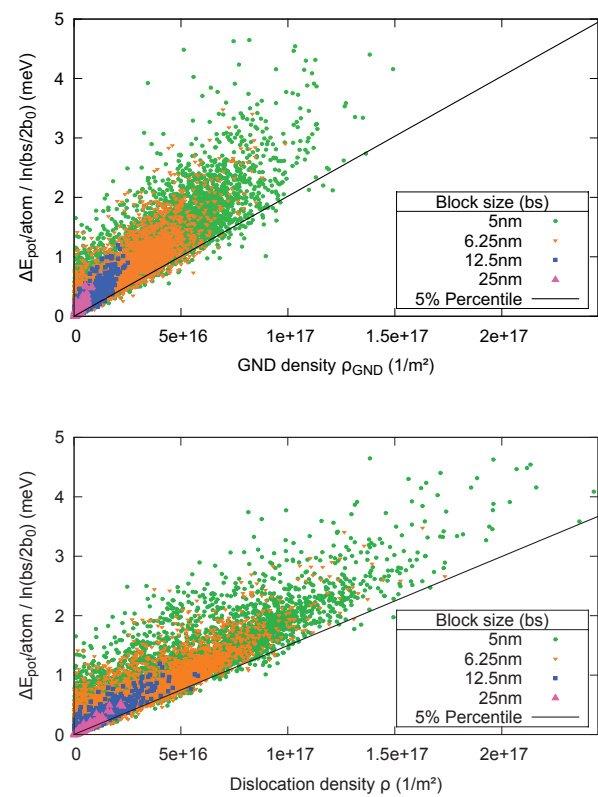 5
4
3
2
1
0
ΔE_pot/atom / ln(bs/2b₀) (meV)
Block size (bs)
5nm
6.25nm
12.5nm
25nm
5% Percentile
0 5e+16 1e+17 1.5e+17 2e+17
GND density ρ_GND (1/m²)
5
4
3
2
1
0
ΔE_pot/atom / ln(bs/2b₀) (meV)
Block size (bs)
5nm
6.25nm
12.5nm
25nm
5% Percentile
0 5e+16 1e+17 1.5e+17 2e+17
Dislocation density ρ (1/m²)